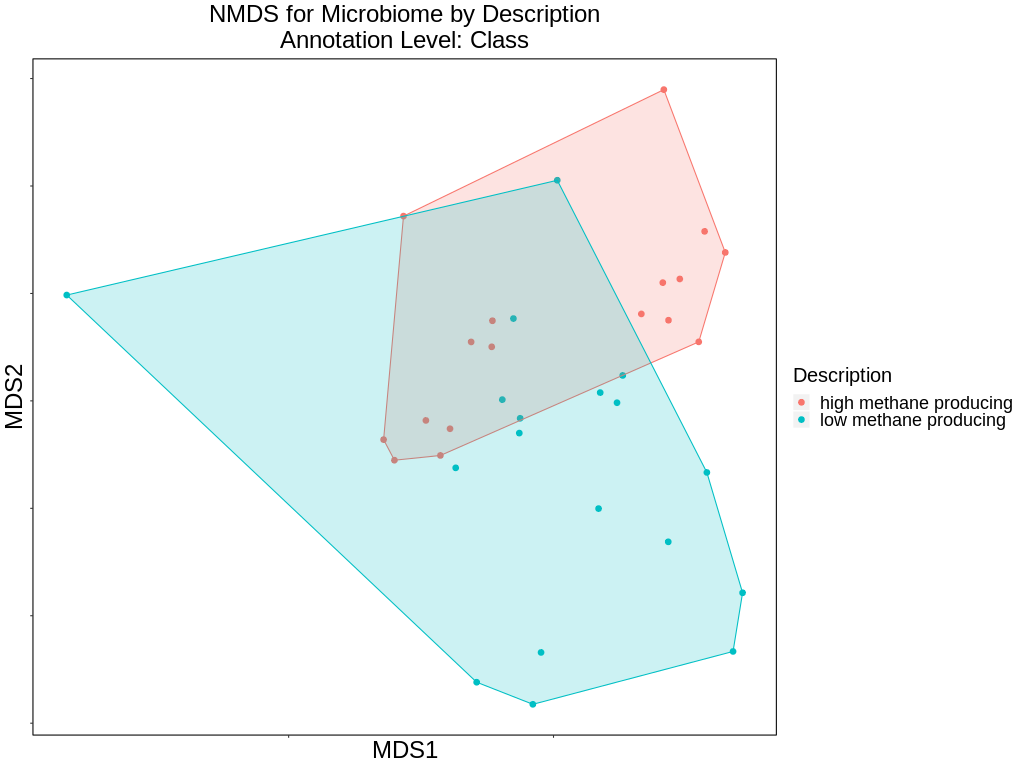 NMDS for Microbiome by Description
Annotation Level: Class
MDS2
MDS1
Description
high methane producing
low methane producing